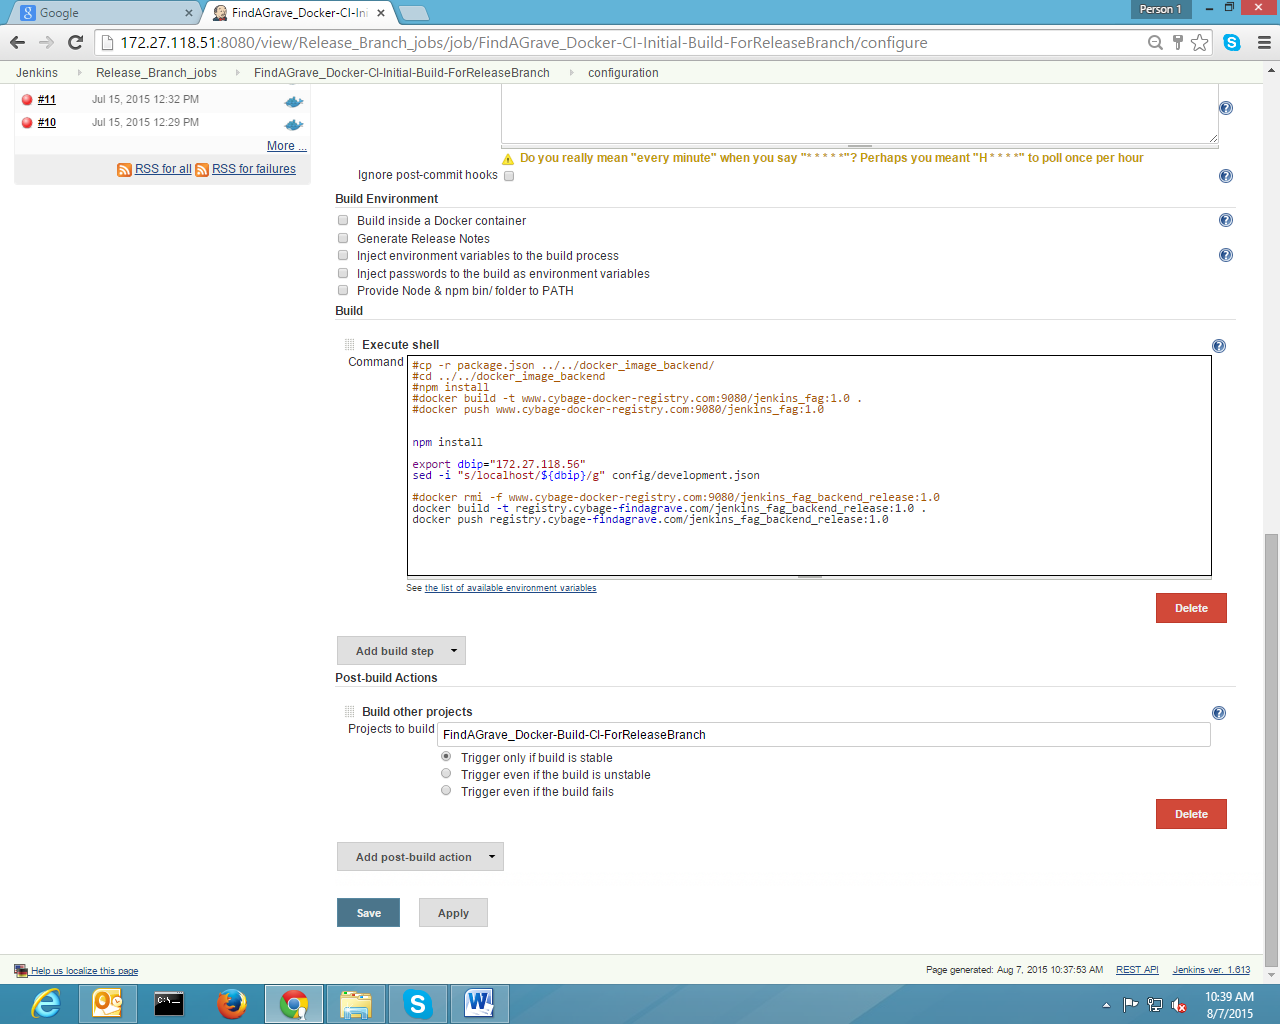 Google
FindAGrave_Docker-CI-Ini
Person 1
172.27.118.51:8080/view/Release_Branch_jobs/job/FindAGrave_Docker-CI-Initial-Build-ForReleaseBranch/configure
Jenkins Release_Branch_jobs FindAGrave_Docker-CI-Initial-Build-ForReleaseBranch configuration
#11 Jul 15, 2015 12:32 PM
#10 Jul 15, 2015 12:29 PM
More ...
RSS for all RSS for failures
Do you really mean "every minute" when you say "* * * * *"? Perhaps you meant "H * * * *" to poll once per hour
Ignore post-commit hooks
Build Environment
Build inside a Docker container
Generate Release Notes
Inject environment variables to the build process
Inject passwords to the build as environment variables
Provide Node & npm bin/ folder to PATH
Build
Execute shell
Command
#cp -r package.json ../../docker_image_backend/
#cd ../../docker_image_backend
#npm install
#docker build -t www.cybage-docker-registry.com:9080/jenkins_fag:1.0 .
#docker push www.cybage-docker-registry.com:9080/jenkins_fag:1.0
npm install
export dbip="172.27.118.56"
sed -i "s/localhost/${dbip}/g" config/development.json
#docker rmi -f www.cybage-docker-registry.com:9080/jenkins_fag_backend_release:1.0
docker build -t registry.cybage-findagrave.com/jenkins_fag_backend_release:1.0 .
docker push registry.cybage-findagrave.com/jenkins_fag_backend_release:1.0
See the list of available environment variables
Delete
Add build step
Post-build Actions
Build other projects
Projects to build FindAGrave_Docker-Build-CI-ForReleaseBranch
Trigger only if build is stable
Trigger even if the build is unstable
Trigger even if the build fails
Delete
Add post-build action
Save Apply
Help us localize this page
Page generated: Aug 7, 2015 10:37:53 AM REST API Jenkins ver. 1.613
10:39 AM
8/7/2015